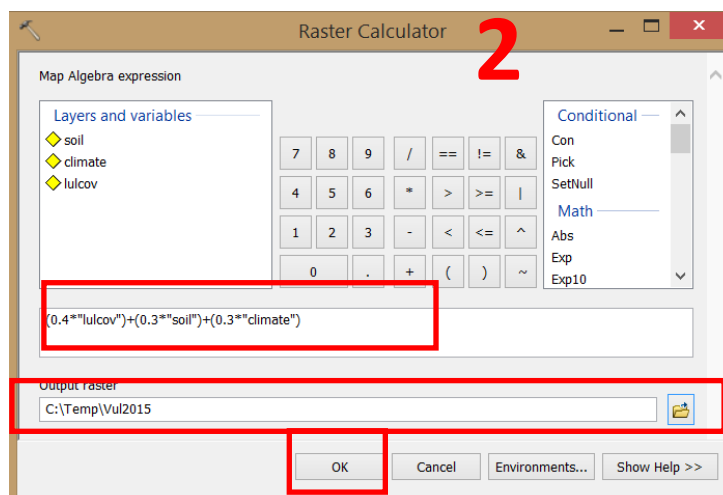 Raster Calculator
2
Map Algebra expression
Layers and variables
soil
climate
lulcov
7 8 9 / == != &
4 5 6 * > >= |
1 2 3 - < <= ^
0 . + ( ) ~
Conditional
Con
Pick
SetNull
Math
Abs
Exp
Exp10
(0.4*"lulcov")+(0.3*"soil")+(0.3*"climate")
Output raster
C:\Temp\Vul2015
OK Cancel Environments... Show Help >>